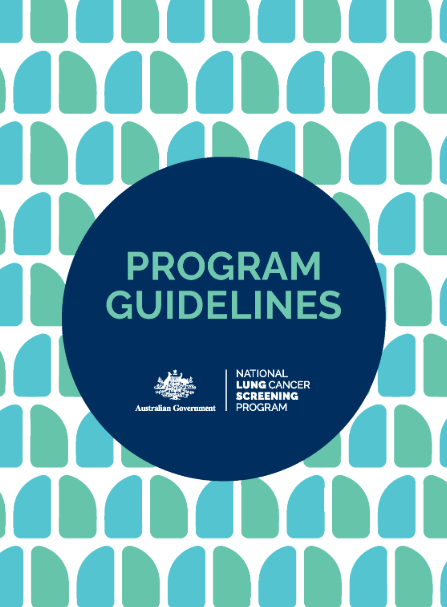 PROGRAM
GUIDELINES
Australian Government
NATIONAL
LUNG CANCER
SCREENING
PROGRAM